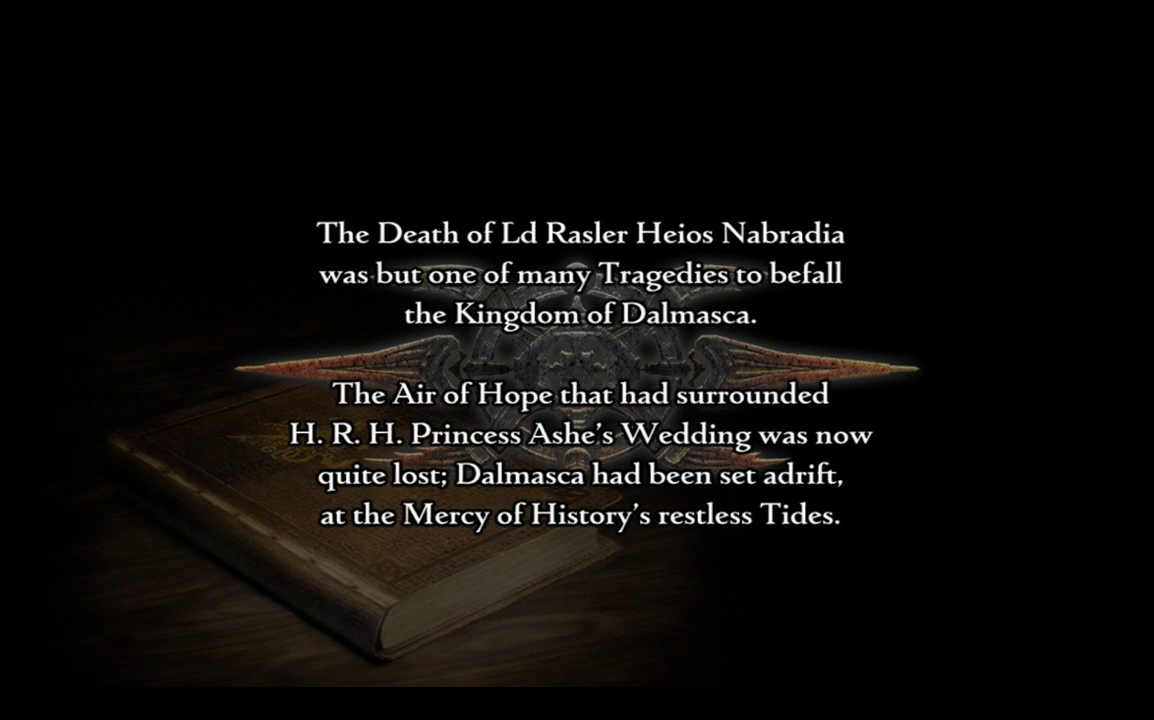 The Death of Ld Rasler Heios Nabradia
was but one of many Tragedies to befall
the Kingdom of Dalmasca.
The Air of Hope that had surrounded
H. R. H. Princess Ashe's Wedding was now
quite lost; Dalmasca had been set adrift,
at the Mercy of History's restless Tides.